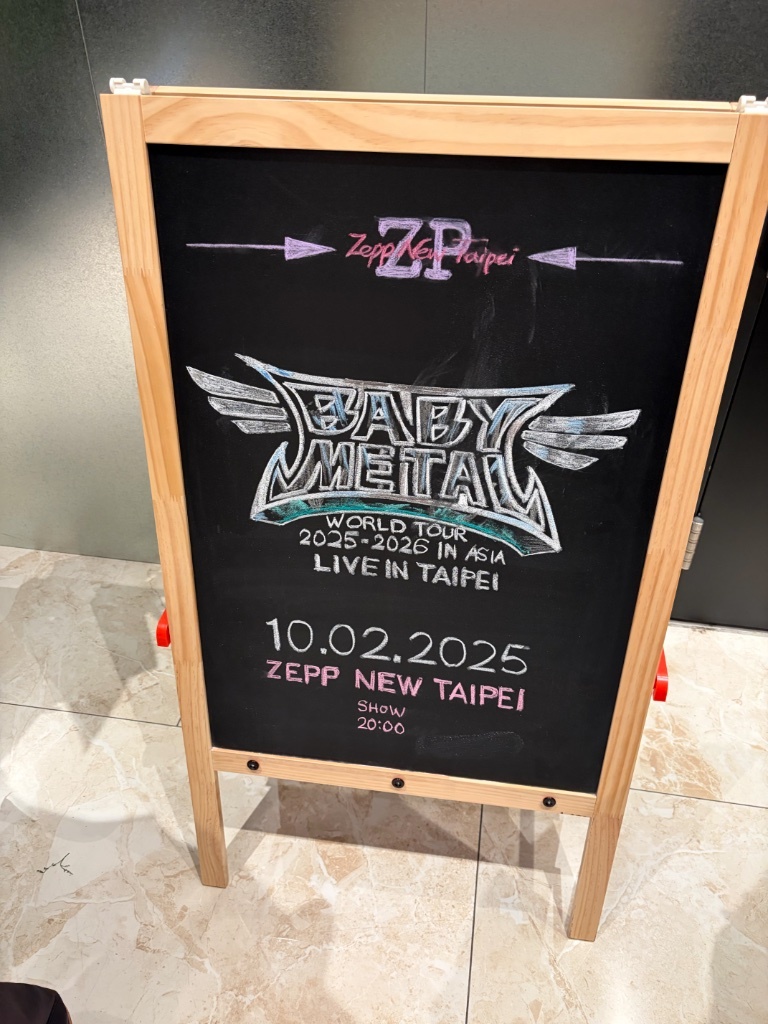 ZP
Zepp New Taipei
BABY
METAL
WORLD TOUR
2025-2026 IN ASIA
LIVE IN TAIPEI
10.02.2025
ZEPP NEW TAIPEI
SHOW
20:00